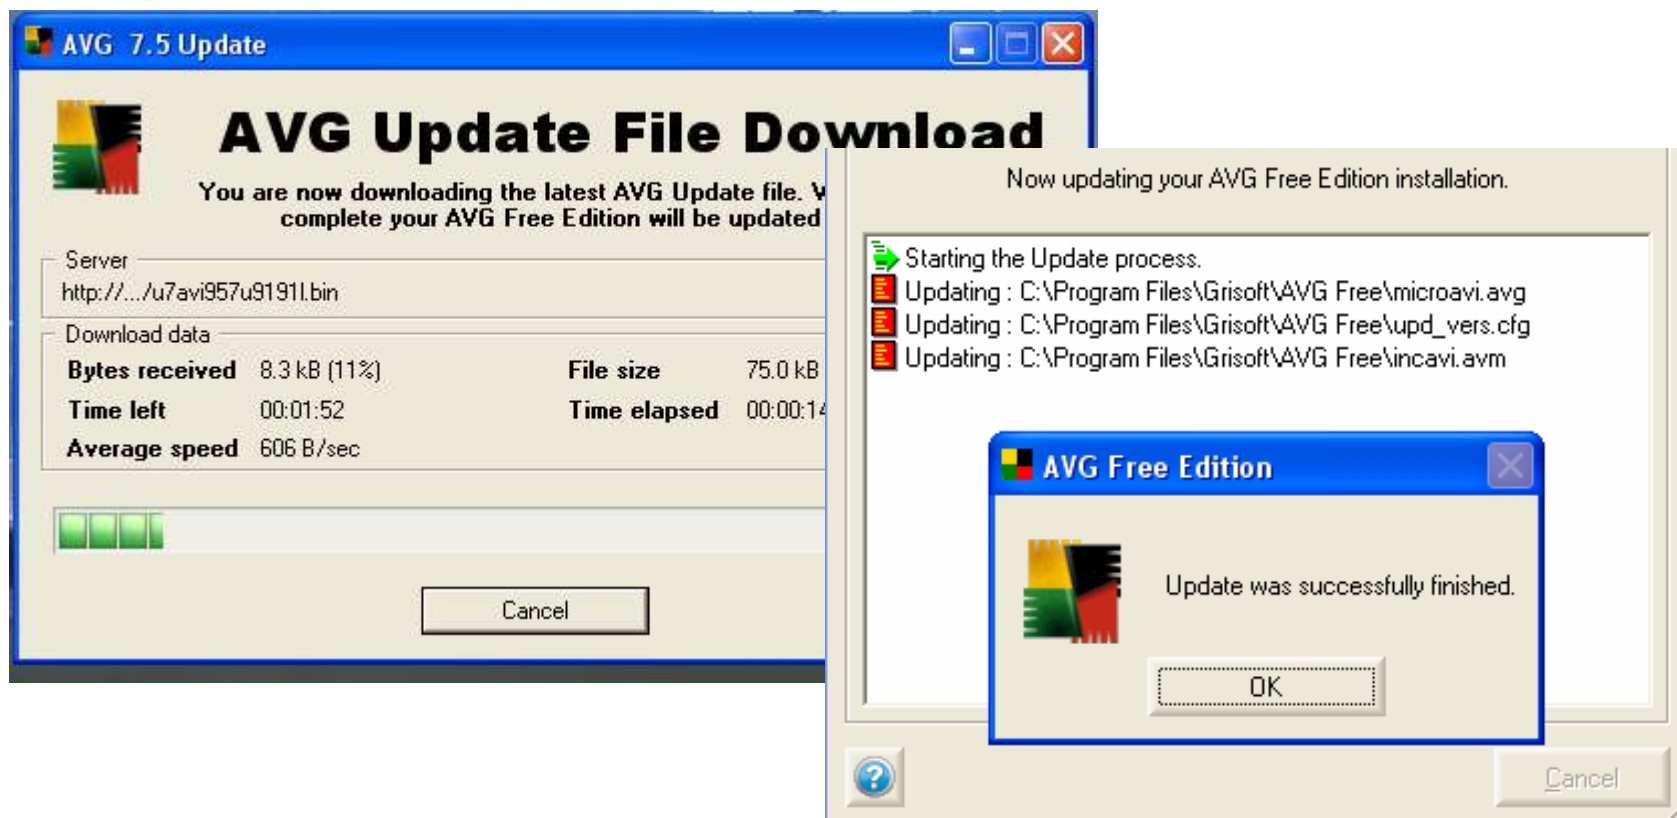 AVG 7.5 Update
AVG Update File Download
You are now downloading the latest AVG Update file.
complete your AVG Free Edition will be updated
Server
http://.../u7avi957u9191l.bin
Download data
Bytes received 8.3 kB (11%) File size 75.0 kB
Time left 00:01:52 Time elapsed 00:00:14
Average speed 606 B/sec
Cancel
Now updating your AVG Free Edition installation.
Starting the Update process.
Updating : C:\Program Files\Grisoft\AVG Free\microavi.avg
Updating : C:\Program Files\Grisoft\AVG Free\upd_vers.cfg
Updating : C:\Program Files\Grisoft\AVG Free\incavi.avm
AVG Free Edition
Update was successfully finished.
OK
Cancel